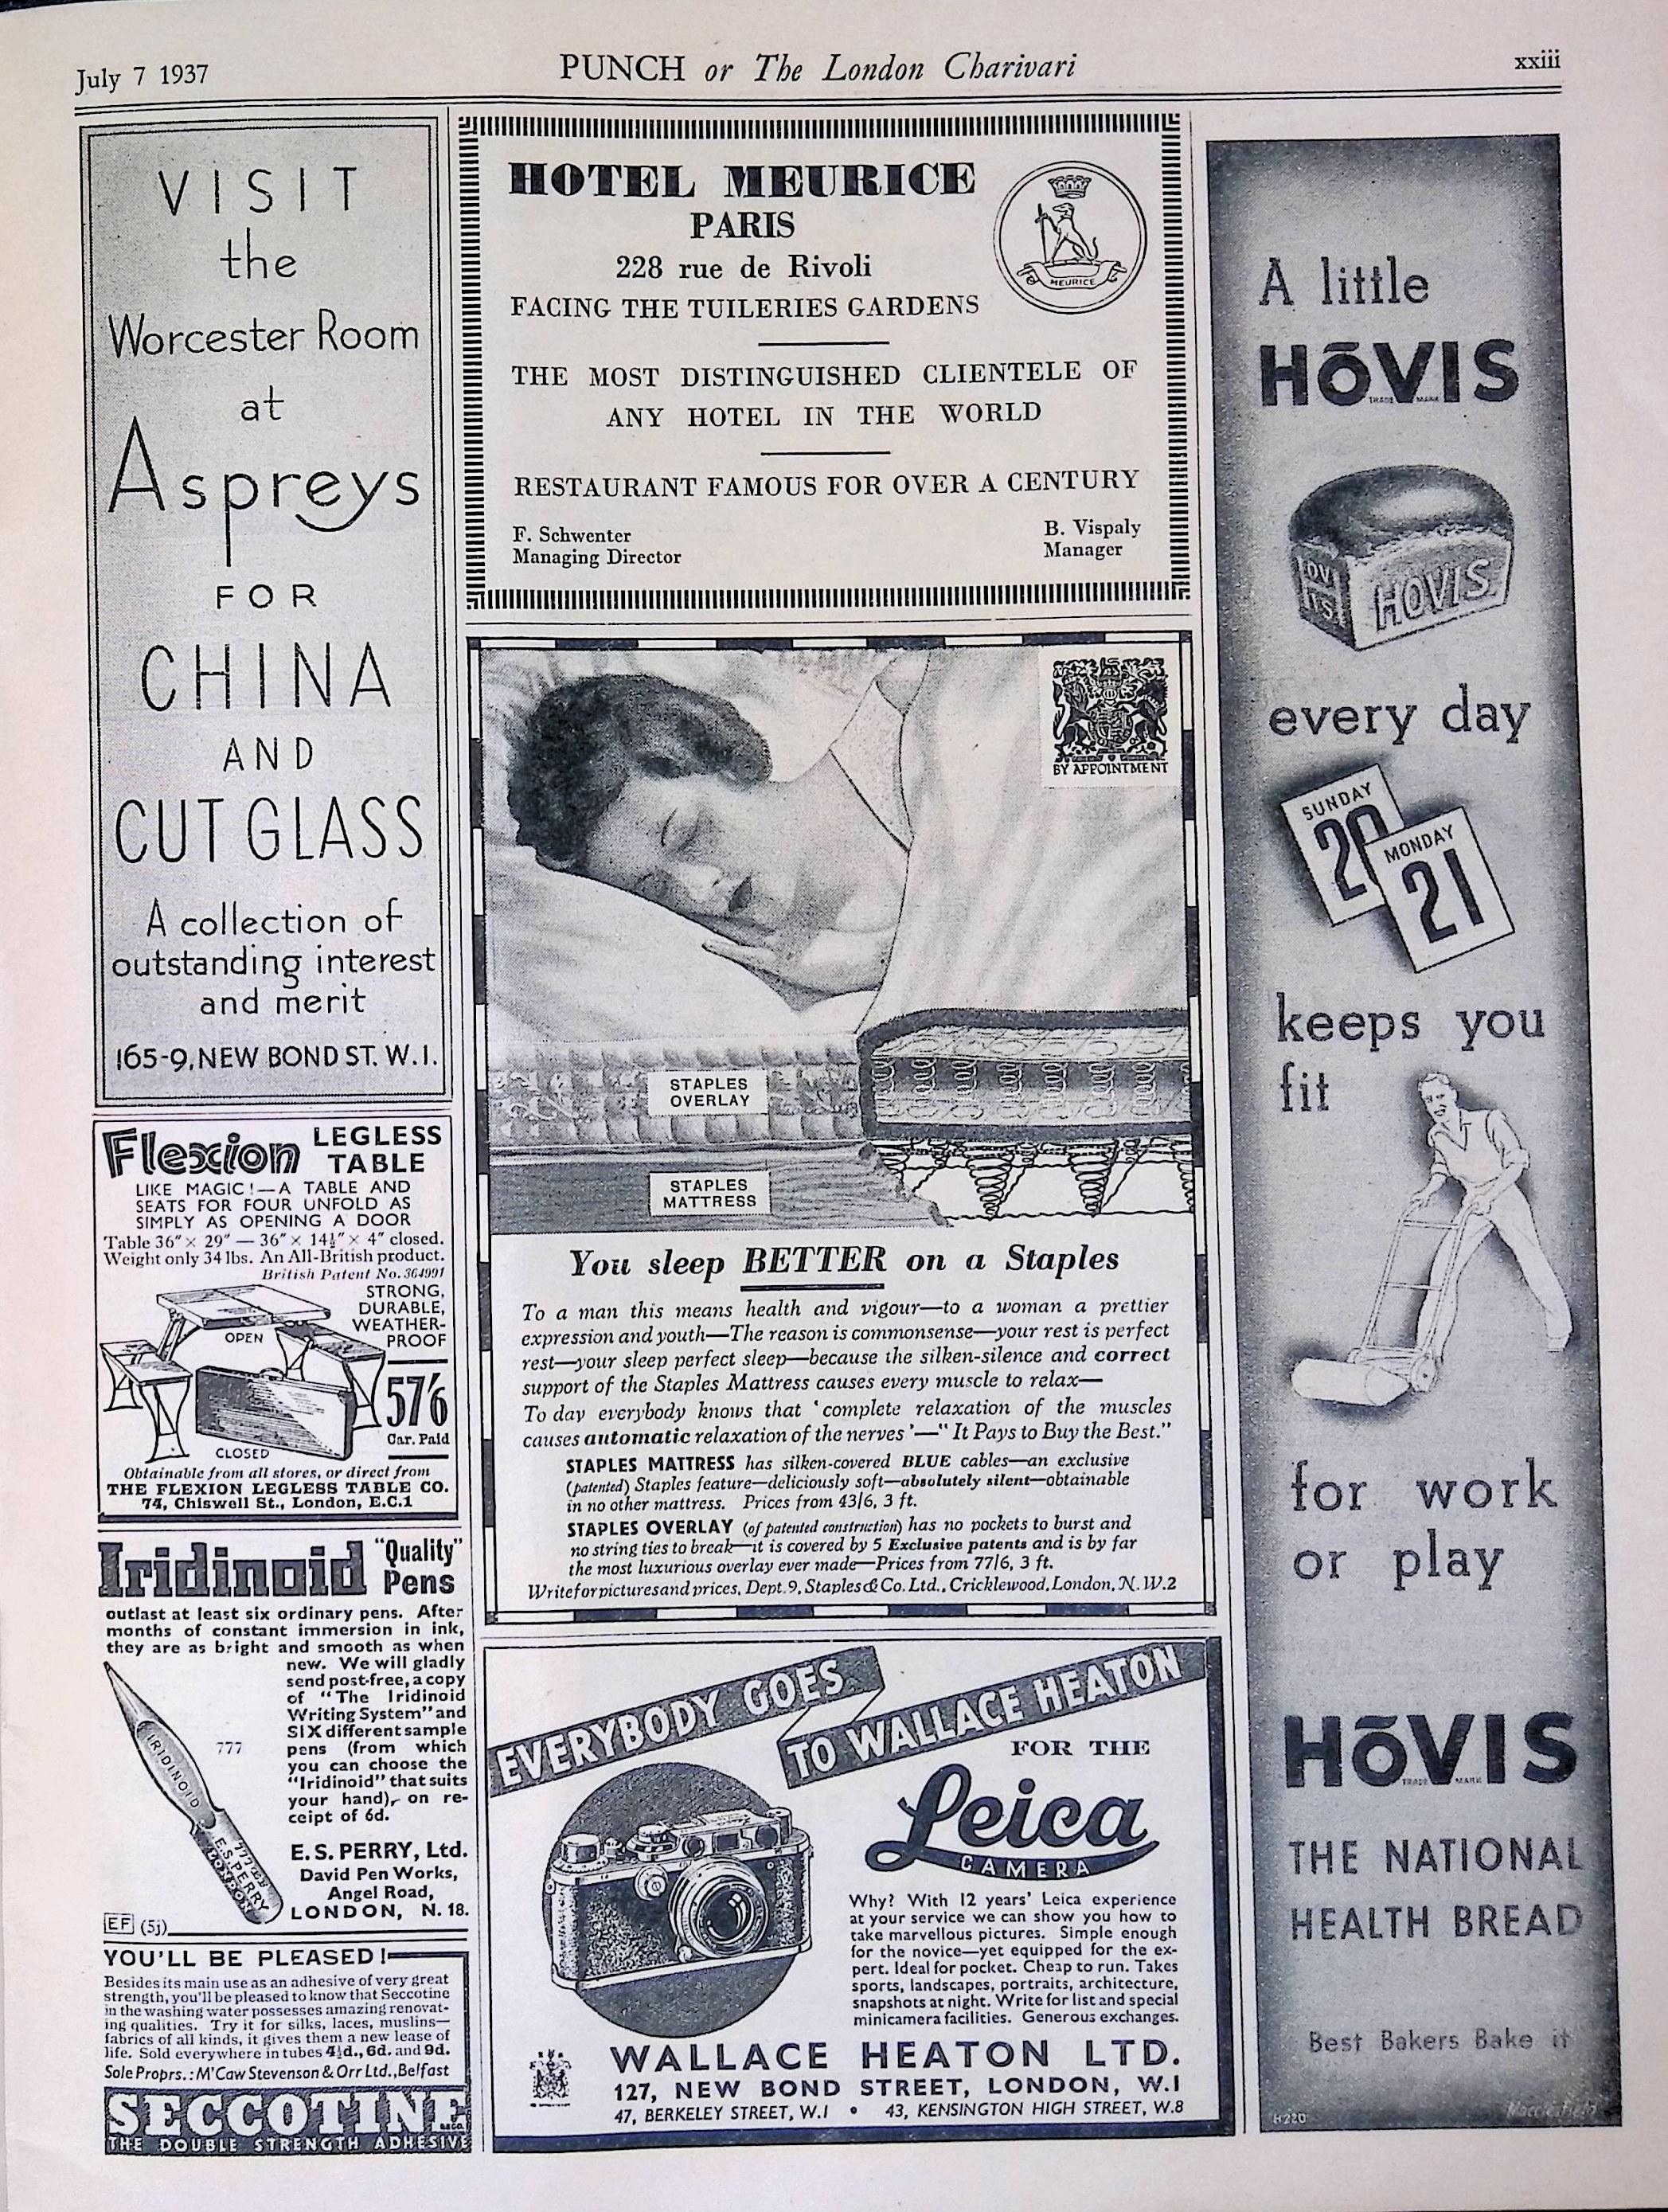 July 7 1937
PUNCH or The London Charivari
xxiii
VISIT
the
Worcester Room
at
Aspreys
FOR
CHINA
AND
CUT GLASS
A collection of
outstanding interest
and merit
165-9, NEW BOND ST. W.1.
Flexion LEGLESS
TABLE
LIKE MAGIC!—A TABLE AND
SEATS FOR FOUR UNFOLD AS
SIMPLY AS OPENING A DOOR
Table 36" × 29" — 36" × 14½" × 4" closed.
Weight only 34 lbs. An All-British product.
British Patent No. 364991
STRONG,
DURABLE,
WEATHER-
PROOF
OPEN
57'6
Car. Paid
CLOSED
Obtainable from all stores, or direct from
THE FLEXION LEGLESS TABLE CO.
74, Chiswell St., London, E.C.1
Iridinoid "Quality"
Pens
outlast at least six ordinary pens. After
months of constant immersion in ink,
they are as bright and smooth as when
new. We will gladly
send post-free, a copy
of "The Iridinoid
Writing System" and
SIX different sample
pens (from which
you can choose the
"Iridinoid" that suits
your hand), on re-
ceipt of 6d.
777
IRIDINOID
777EF
E.S.PERRY
LONDON
E. S. PERRY, Ltd.
David Pen Works,
Angel Road,
LONDON, N. 18.
EF (5j)
YOU'LL BE PLEASED!
Besides its main use as an adhesive of very great
strength, you'll be pleased to know that Seccotine
in the washing water possesses amazing renovat-
ing qualities. Try it for silks, laces, muslins—
fabrics of all kinds, it gives them a new lease of
life. Sold everywhere in tubes 4½d., 6d. and 9d.
Sole Proprs.: M'Caw Stevenson & Orr Ltd., Belfast
SECCOTINE
THE DOUBLE STRENGTH ADHESIVE
HOTEL MEURICE
PARIS
228 rue de Rivoli
FACING THE TUILERIES GARDENS
MEURICE
THE MOST DISTINGUISHED CLIENTELE OF
ANY HOTEL IN THE WORLD
RESTAURANT FAMOUS FOR OVER A CENTURY
F. Schwenter
Managing Director
B. Vispaly
Manager
BY APPOINTMENT
STAPLES
OVERLAY
STAPLES
MATTRESS
You sleep BETTER on a Staples
To a man this means health and vigour—to a woman a prettier
expression and youth—The reason is commonsense—your rest is perfect
rest—your sleep perfect sleep—because the silken-silence and correct
support of the Staples Mattress causes every muscle to relax—
To day everybody knows that 'complete relaxation of the muscles
causes automatic relaxation of the nerves'—"It Pays to Buy the Best."
STAPLES MATTRESS has silken-covered BLUE cables—an exclusive
(patented) Staples feature—deliciously soft—absolutely silent—obtainable
in no other mattress. Prices from 43/6, 3 ft.
STAPLES OVERLAY (of patented construction) has no pockets to burst and
no string ties to break—it is covered by 5 Exclusive patents and is by far
the most luxurious overlay ever made—Prices from 77/6, 3 ft.
Write for pictures and prices, Dept. 9, Staples & Co. Ltd., Cricklewood, London, N.W.2
EVERYBODY GOES
TO WALLACE HEATON
FOR THE
Leica
CAMERA
Why? With 12 years' Leica experience
at your service we can show you how to
take marvellous pictures. Simple enough
for the novice—yet equipped for the ex-
pert. Ideal for pocket. Cheap to run. Takes
sports, landscapes, portraits, architecture,
snapshots at night. Write for list and special
minicamera facilities. Generous exchanges.
WALLACE HEATON LTD.
127, NEW BOND STREET, LONDON, W.1
47, BERKELEY STREET, W.1 • 43, KENSINGTON HIGH STREET, W.8
A little
HōVIS
TRADE MARK
OV
ITS
HOVIS
every day
SUNDAY
20
MONDAY
21
keeps you
fit
for work
or play
HōVIS
TRADE MARK
THE NATIONAL
HEALTH BREAD
Best Bakers Bake it
H220
Macclesfield